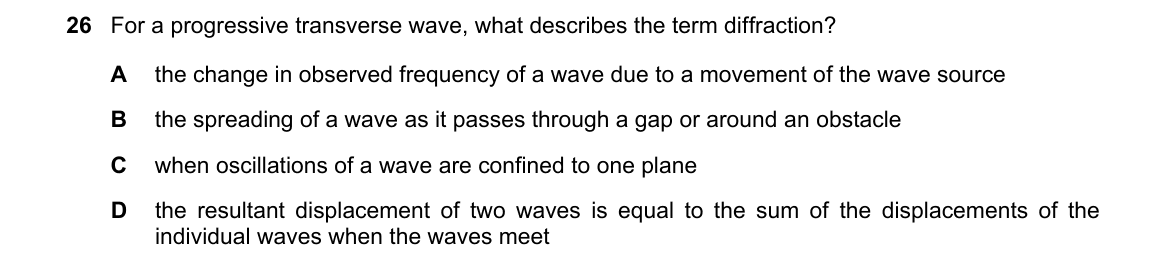 26 For a progressive transverse wave, what describes the term diffraction?
A the change in observed frequency of a wave due to a movement of the wave source
B the spreading of a wave as it passes through a gap or around an obstacle
C when oscillations of a wave are confined to one plane
D the resultant displacement of two waves is equal to the sum of the displacements of the
individual waves when the waves meet